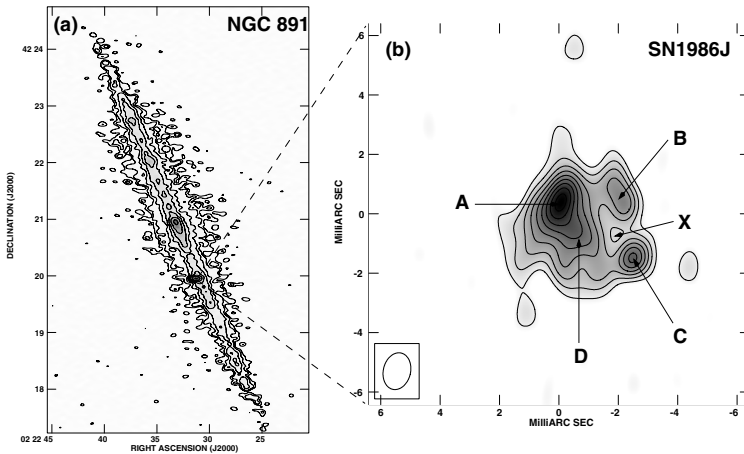 (a) NGC 891
42 24
23
22
21
20
19
18
DECLINATION (J2000)
02 22 45 40 35 30 25
RIGHT ASCENSION (J2000)
(b) SN1986J
6
4
2
0
-2
-4
-6
MilliARC SEC
A
B
X
C
D
6 4 2 0 -2 -4 -6
MilliARC SEC